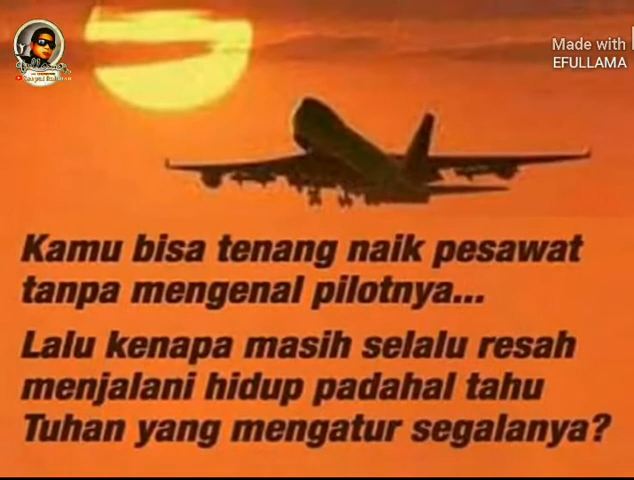 Made with
EFULLAMA
Kamu bisa tenang naik pesawat
tanpa mengenal pilotnya...
Lalu kenapa masih selalu resah
menjalani hidup padahal tahu
Tuhan yang mengatur segalanya?